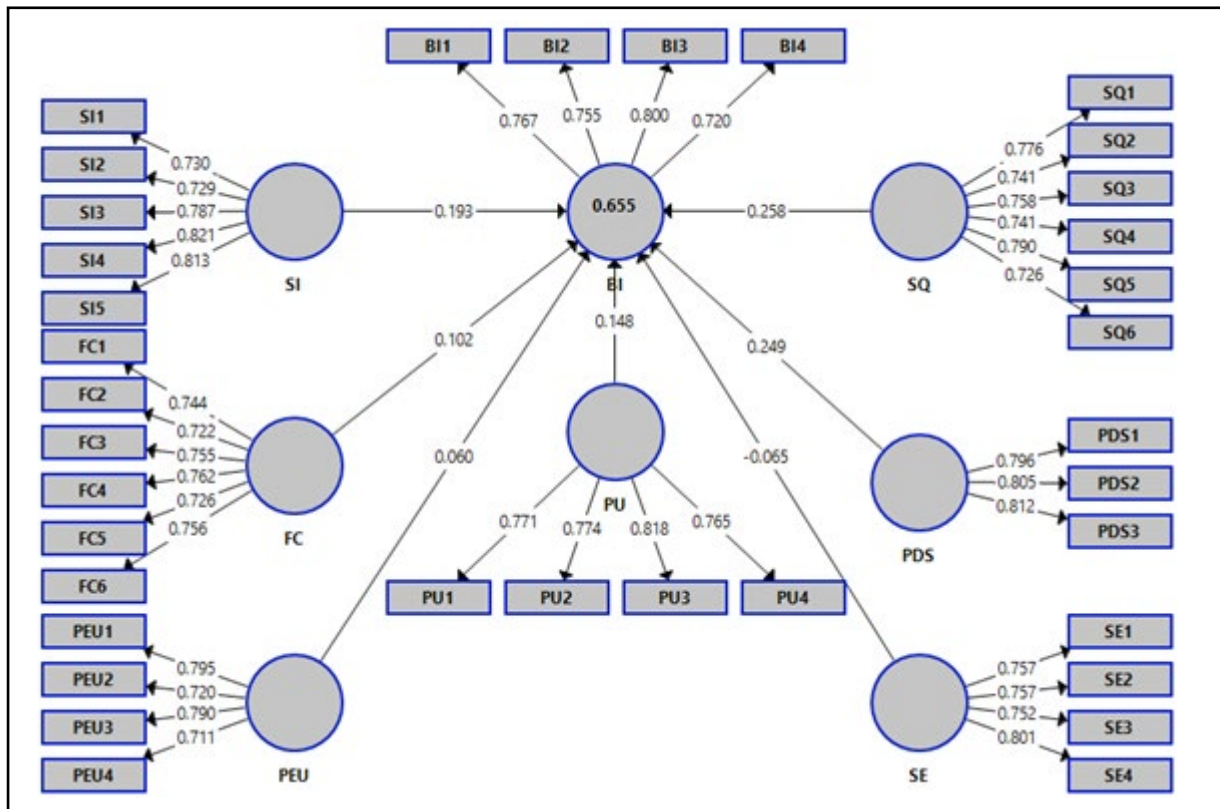 BI1 BI2 BI3 BI4
0.767 0.755 0.800 0.720
SI1
SI2
SI3
SI4
SI5
0.730
0.729
0.787
0.821
0.813
SI
0.193
0.655
BI
0.258
SQ
0.776
0.741
0.758
0.741
0.790
0.726
SQ1
SQ2
SQ3
SQ4
SQ5
SQ6
FC1
FC2
FC3
FC4
FC5
FC6
0.744
0.722
0.755
0.762
0.726
0.756
FC
0.102
0.148
0.249
0.060
-0.065
PU
0.771 0.774 0.818 0.765
PU1 PU2 PU3 PU4
PDS
0.796
0.805
0.812
PDS1
PDS2
PDS3
PEU1
PEU2
PEU3
PEU4
0.795
0.720
0.790
0.711
PEU
SE
0.757
0.757
0.752
0.801
SE1
SE2
SE3
SE4